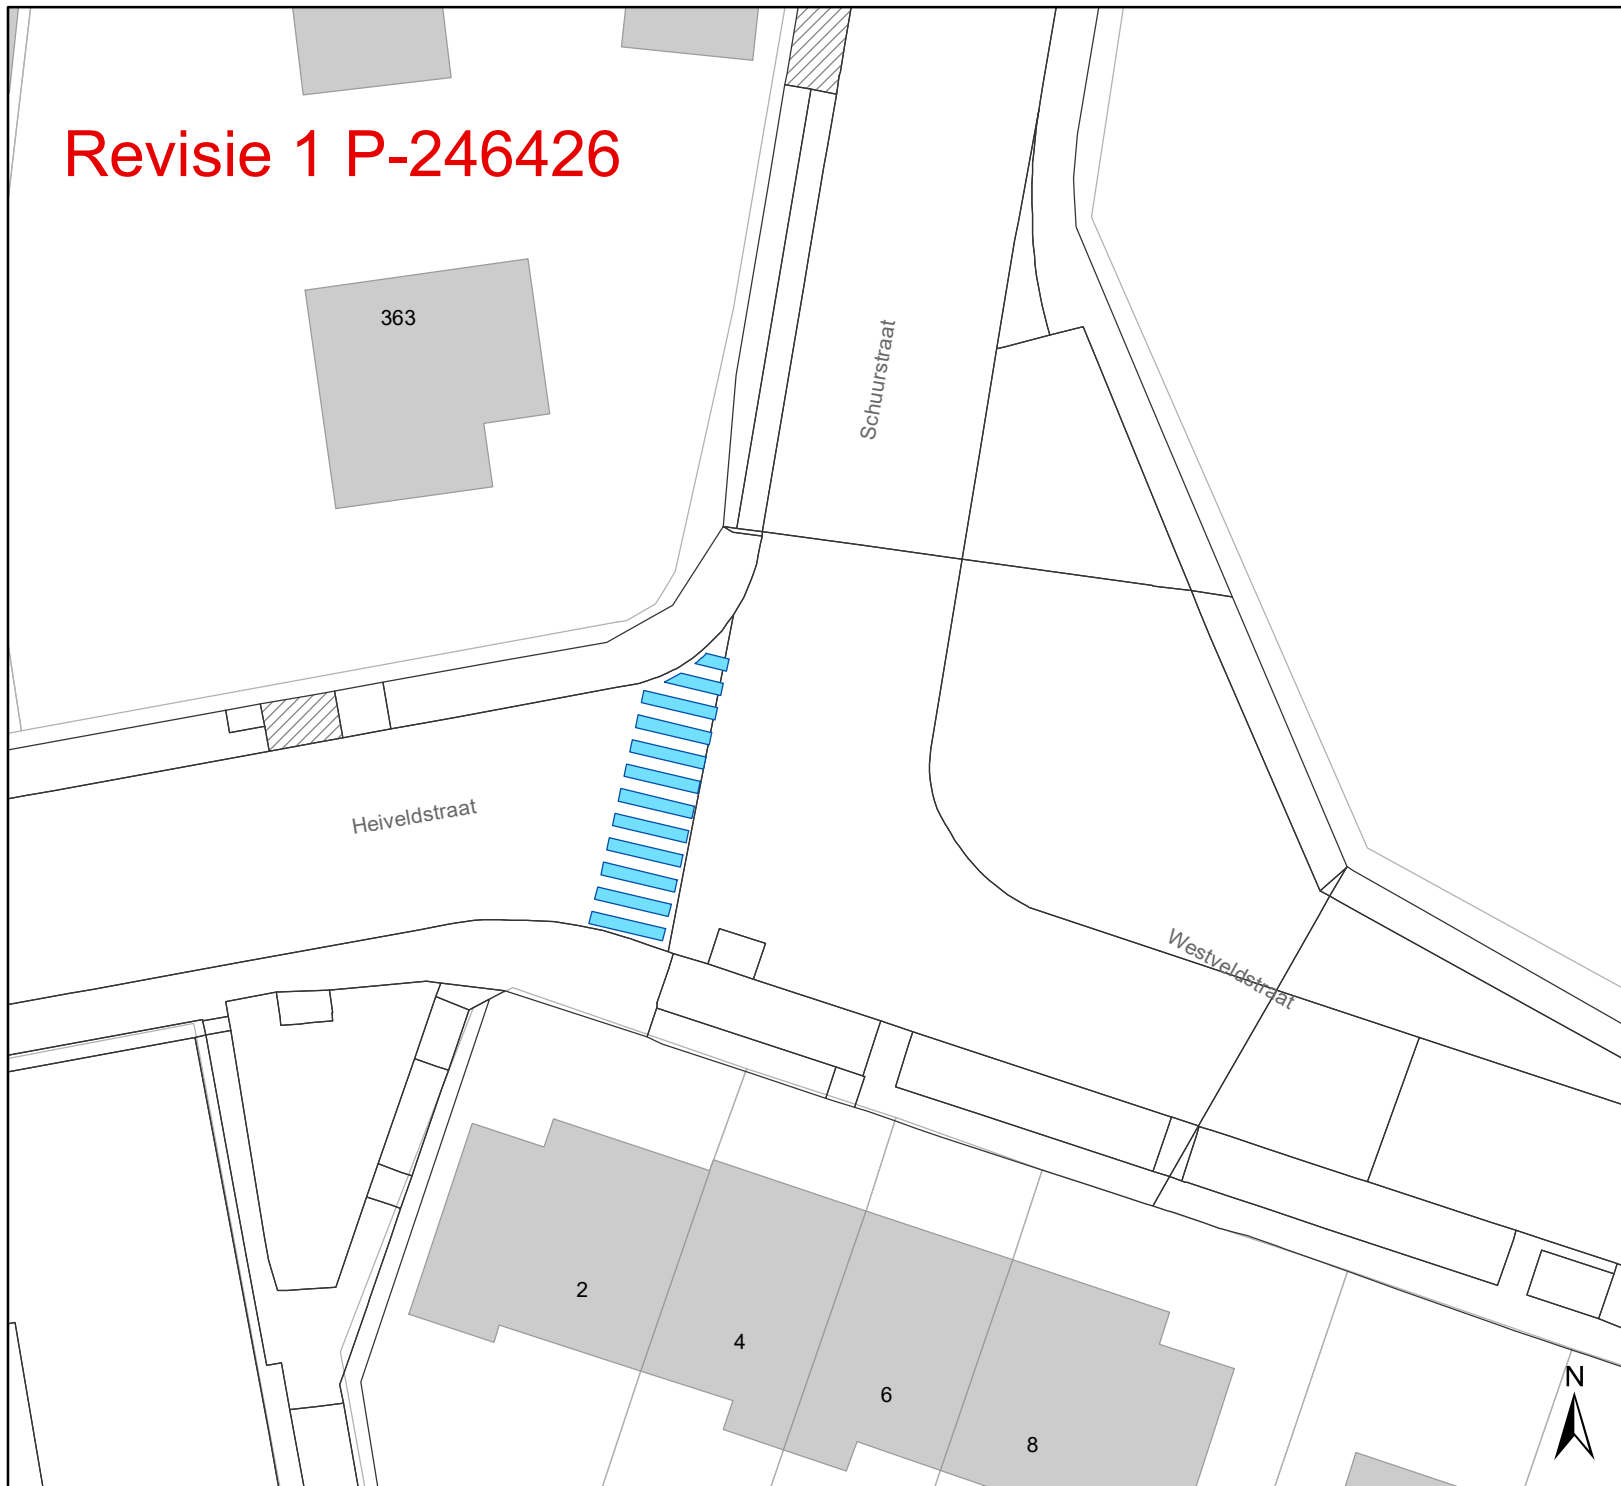 Revisie 1 P-246426
363
Schuurstraat
Heiveldstraat
Westveldstraat
2
4
6
8
N